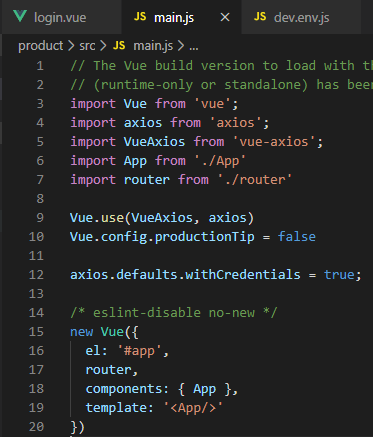 login.vue JS main.js × JS dev.env.js
product > src > JS main.js > ...
1 // The Vue build version to load with th
2 // (runtime-only or standalone) has been
3 import Vue from 'vue';
4 import axios from 'axios';
5 import VueAxios from 'vue-axios';
6 import App from './App'
7 import router from './router'
8
9 Vue.use(VueAxios, axios)
10 Vue.config.productionTip = false
11
12 axios.defaults.withCredentials = true;
13
14 /* eslint-disable no-new */
15 new Vue({
16 el: '#app',
17 router,
18 components: { App },
19 template: '<App/>'
20 })